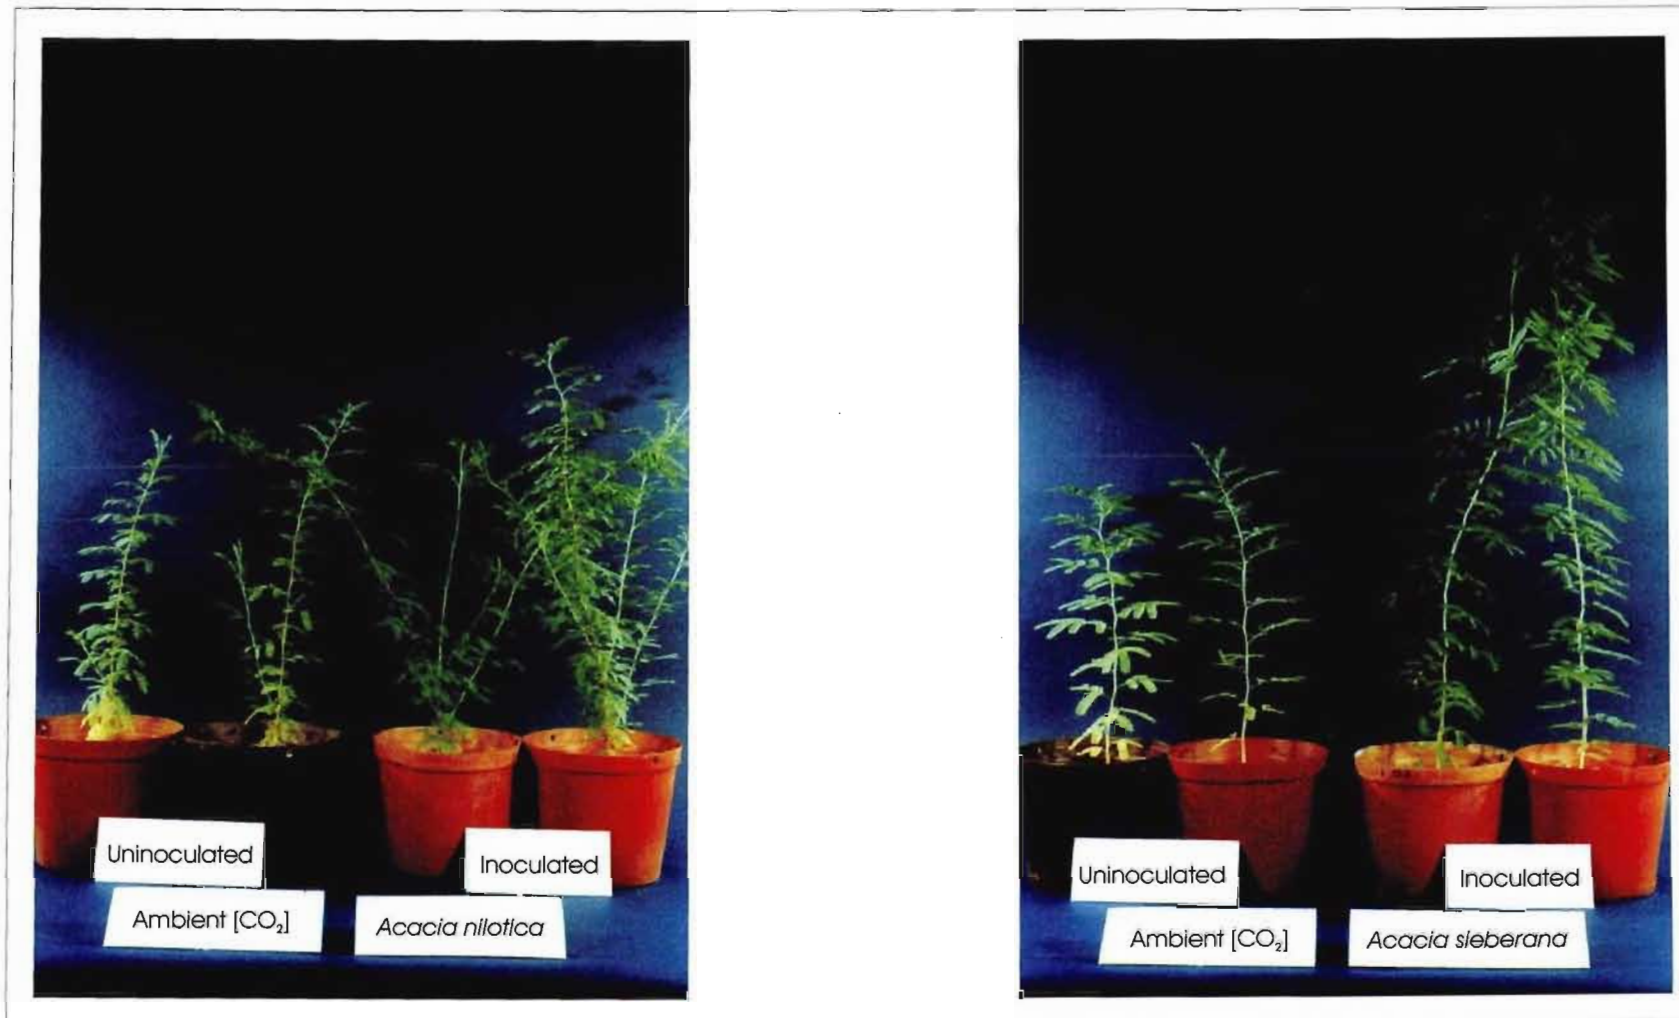 Uninoculated
Inoculated
Ambient [CO₂]
Acacia nilotica
Uninoculated
Inoculated
Ambient [CO₂]
Acacia sieberana